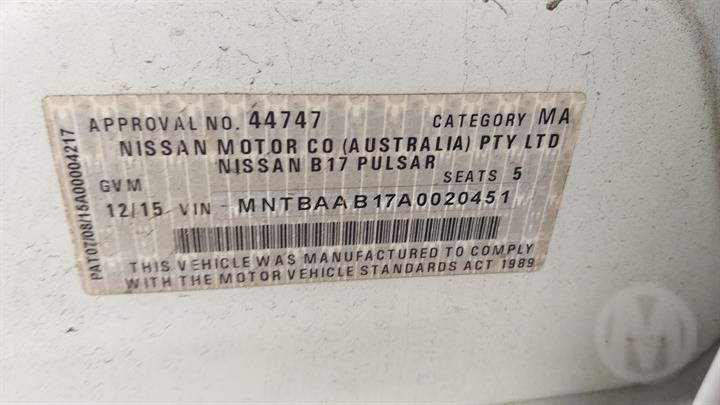 APPROVAL NO. 44747 CATEGORY MA
NISSAN MOTOR CO (AUSTRALIA) PTY LTD
NISSAN B17 PULSAR
GVM SEATS 5
12/15 VIN MNTBAAB17A0020451
THIS VEHICLE WAS MANUFACTURED TO COMPLY
WITH THE MOTOR VEHICLE STANDARDS ACT 1989
PAT07/08/15A00004217
M